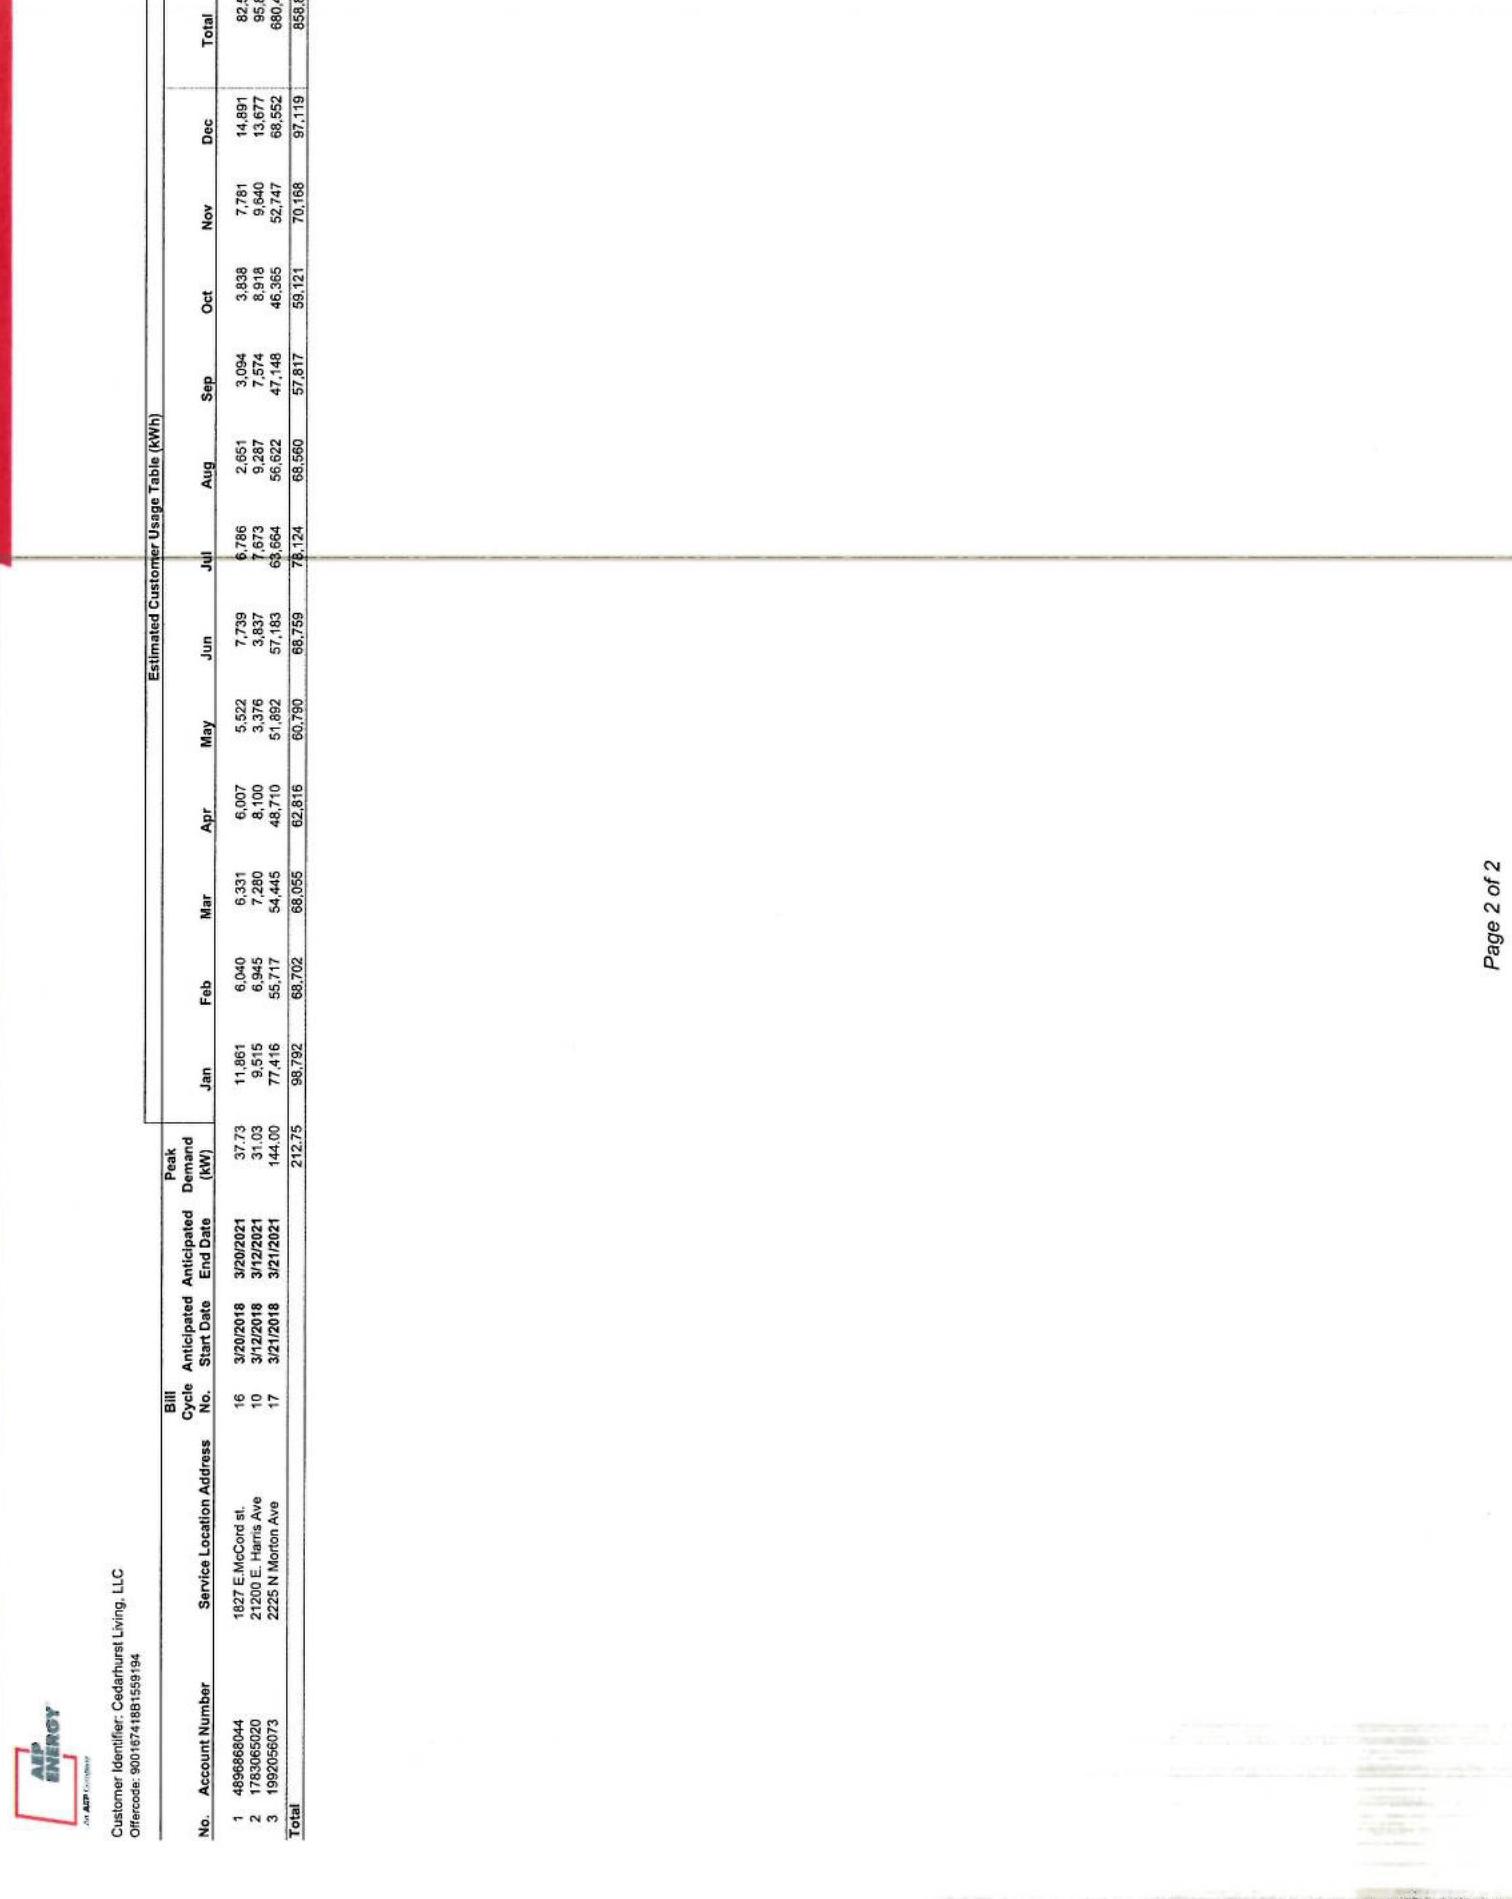 AEP
ENERGY
An AEP Company
Customer Identifier: Cedarhurst Living, LLC
Offercode: 900167418B1559194
Estimated Customer Usage Table (kWh)
Bill Peak
Cycle Anticipated Anticipated Demand
No. Account Number Service Location Address No. Start Date End Date (kW) Jan Feb Mar Apr May Jun Jul Aug Sep Oct Nov Dec Total
1 4896868044 1827 E.McCord st. 16 3/20/2018 3/20/2021 37.73 11,861 6,040 6,331 6,007 5,522 7,739 6,786 2,651 3,094 3,838 7,781 14,891 82,
2 1783065020 21200 E. Harris Ave 10 3/12/2018 3/12/2021 31.03 9,515 6,945 7,280 8,100 3,376 3,837 7,673 9,287 7,574 8,918 9,640 13,677 95,
3 1992056073 2225 N Morton Ave 17 3/21/2018 3/21/2021 144.00 77,416 55,717 54,445 48,710 51,892 57,183 63,664 56,622 47,148 46,365 52,747 68,552 680,
Total 212.75 98,792 68,702 68,055 62,816 60,790 68,759 78,124 68,560 57,817 59,121 70,168 97,119 858,
Page 2 of 2